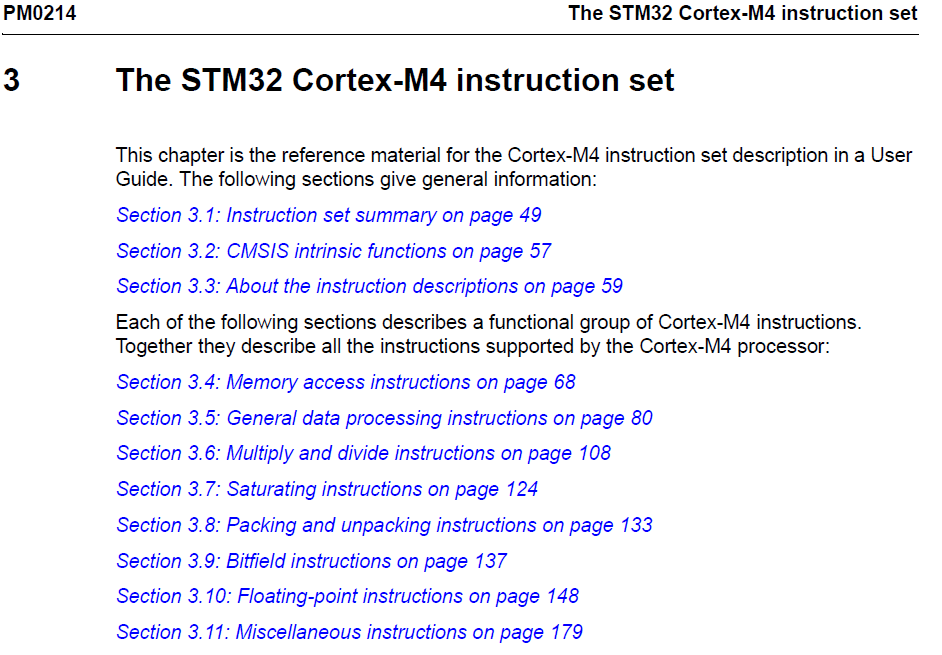 PM0214 The STM32 Cortex-M4 instruction set
3 The STM32 Cortex-M4 instruction set
This chapter is the reference material for the Cortex-M4 instruction set description in a User
Guide. The following sections give general information:
Section 3.1: Instruction set summary on page 49
Section 3.2: CMSIS intrinsic functions on page 57
Section 3.3: About the instruction descriptions on page 59
Each of the following sections describes a functional group of Cortex-M4 instructions.
Together they describe all the instructions supported by the Cortex-M4 processor:
Section 3.4: Memory access instructions on page 68
Section 3.5: General data processing instructions on page 80
Section 3.6: Multiply and divide instructions on page 108
Section 3.7: Saturating instructions on page 124
Section 3.8: Packing and unpacking instructions on page 133
Section 3.9: Bitfield instructions on page 137
Section 3.10: Floating-point instructions on page 148
Section 3.11: Miscellaneous instructions on page 179